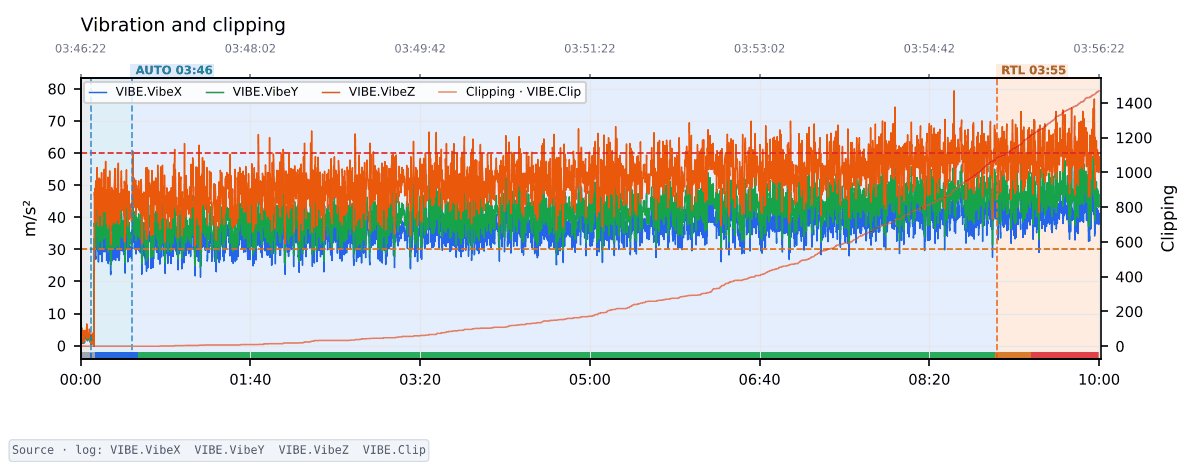 Vibration and clipping
03:46:22 03:48:02 03:49:42 03:51:22 03:53:02 03:54:42 03:56:22
AUTO 03:46 RTL 03:55
VIBE.VibeX VIBE.VibeY VIBE.VibeZ Clipping · VIBE.Clip
80
70
60
50
40
30
20
10
0
m/s²
1400
1200
1000
800
600
400
200
0
Clipping
00:00 01:40 03:20 05:00 06:40 08:20 10:00
Source · log: VIBE.VibeX VIBE.VibeY VIBE.VibeZ VIBE.Clip